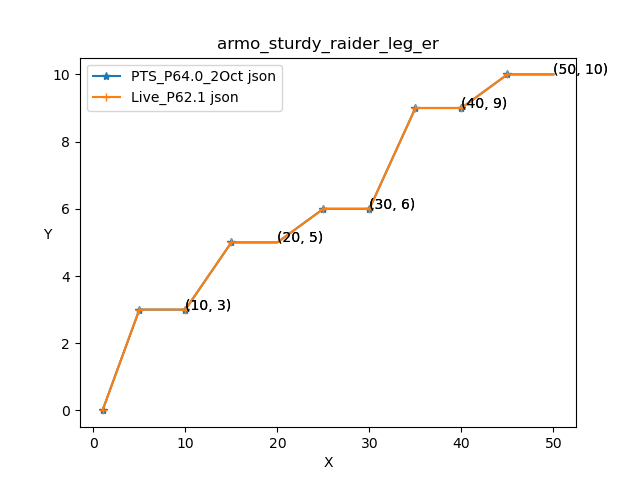 armo_sturdy_raider_leg_er
PTS_P64.0_2Oct json
Live_P62.1 json
10
8
6
4
2
0
Y
(50, 10)
(40, 9)
(30, 6)
(20, 5)
(10, 3)
0 10 20 30 40 50
X